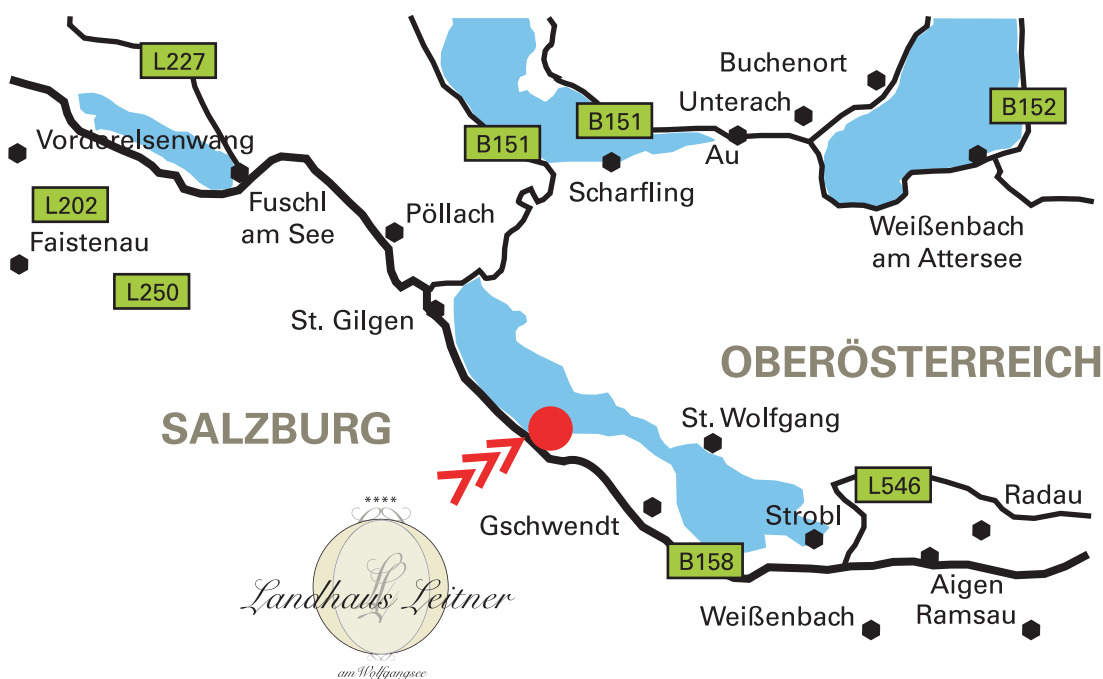 L227
Buchenort
Unterach
B152
B151
B151
Vorderelsenwang
Au
Scharfling
L202
Fuschl
am See
Pöllach
Weißenbach
am Attersee
Faistenau
L250
St. Gilgen
OBERÖSTERREICH
SALZBURG
St. Wolfgang
L546
Radau
Gschwendt
Strobl
B158
Aigen
Weißenbach
Ramsau
****
LL
Landhaus Leitner
am Wolfgangsee